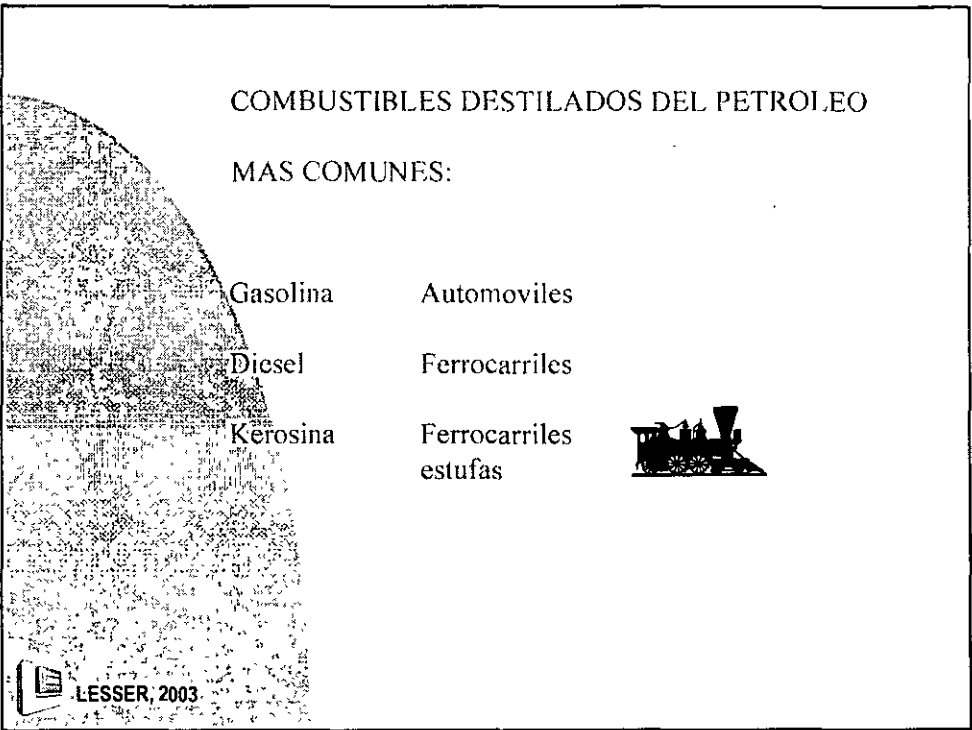 COMBUSTIBLES DESTILADOS DEL PETROLEO
MAS COMUNES:
Gasolina Automoviles
Diesel Ferrocarriles
Kerosina Ferrocarriles
estufas
LESSER, 2003